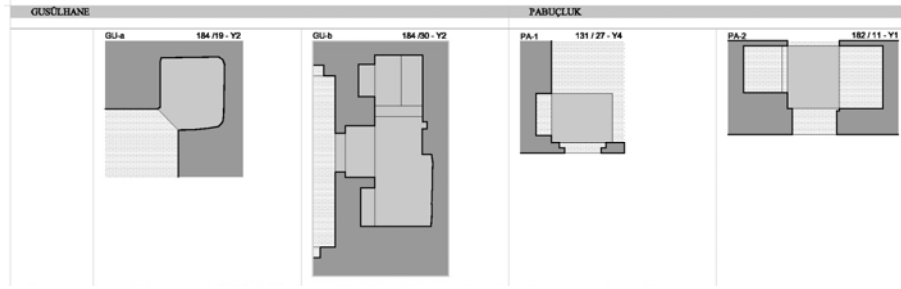 GUSÜLHANE PABUÇLUK
GU-a 184 /19 - Y2 GU-b 184 /30 - Y2 PA-1 131 / 27 - Y4 PA-2 182 / 11 - Y1